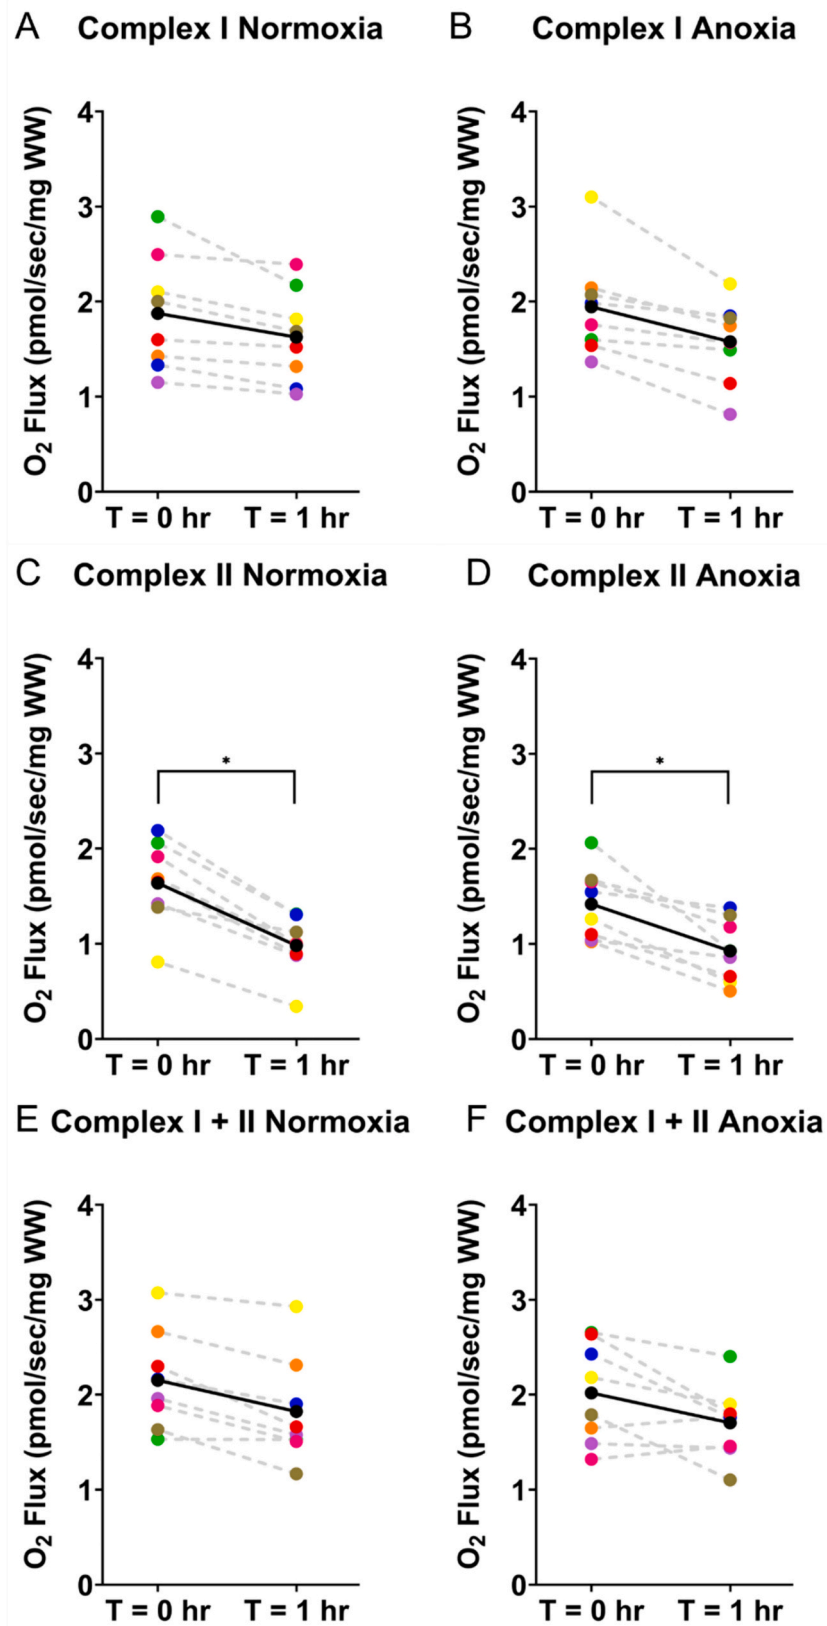 A Complex I Normoxia
B Complex I Anoxia
O₂ Flux (pmol/sec/mg WW)
4
3
2
1
0
T = 0 hr T = 1 hr
O₂ Flux (pmol/sec/mg WW)
4
3
2
1
0
T = 0 hr T = 1 hr
C Complex II Normoxia
D Complex II Anoxia
O₂ Flux (pmol/sec/mg WW)
4
3
2
1
0
*
T = 0 hr T = 1 hr
O₂ Flux (pmol/sec/mg WW)
4
3
2
1
0
*
T = 0 hr T = 1 hr
E Complex I + II Normoxia
F Complex I + II Anoxia
O₂ Flux (pmol/sec/mg WW)
4
3
2
1
0
T = 0 hr T = 1 hr
O₂ Flux (pmol/sec/mg WW)
4
3
2
1
0
T = 0 hr T = 1 hr